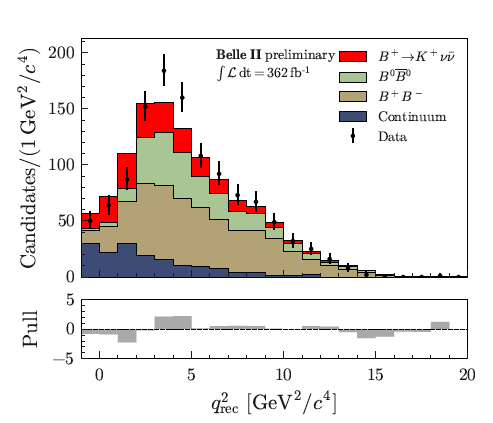 200
150
100
50
0
Candidates/(1 GeV²/c⁴)
Belle II preliminary
∫ℒ dt = 362 fb⁻¹
B⁺→K⁺νν̄
B⁰B̄⁰
B⁺B⁻
Continuum
Data
5
0
−5
Pull
0 5 10 15 20
q²rec [GeV²/c⁴]